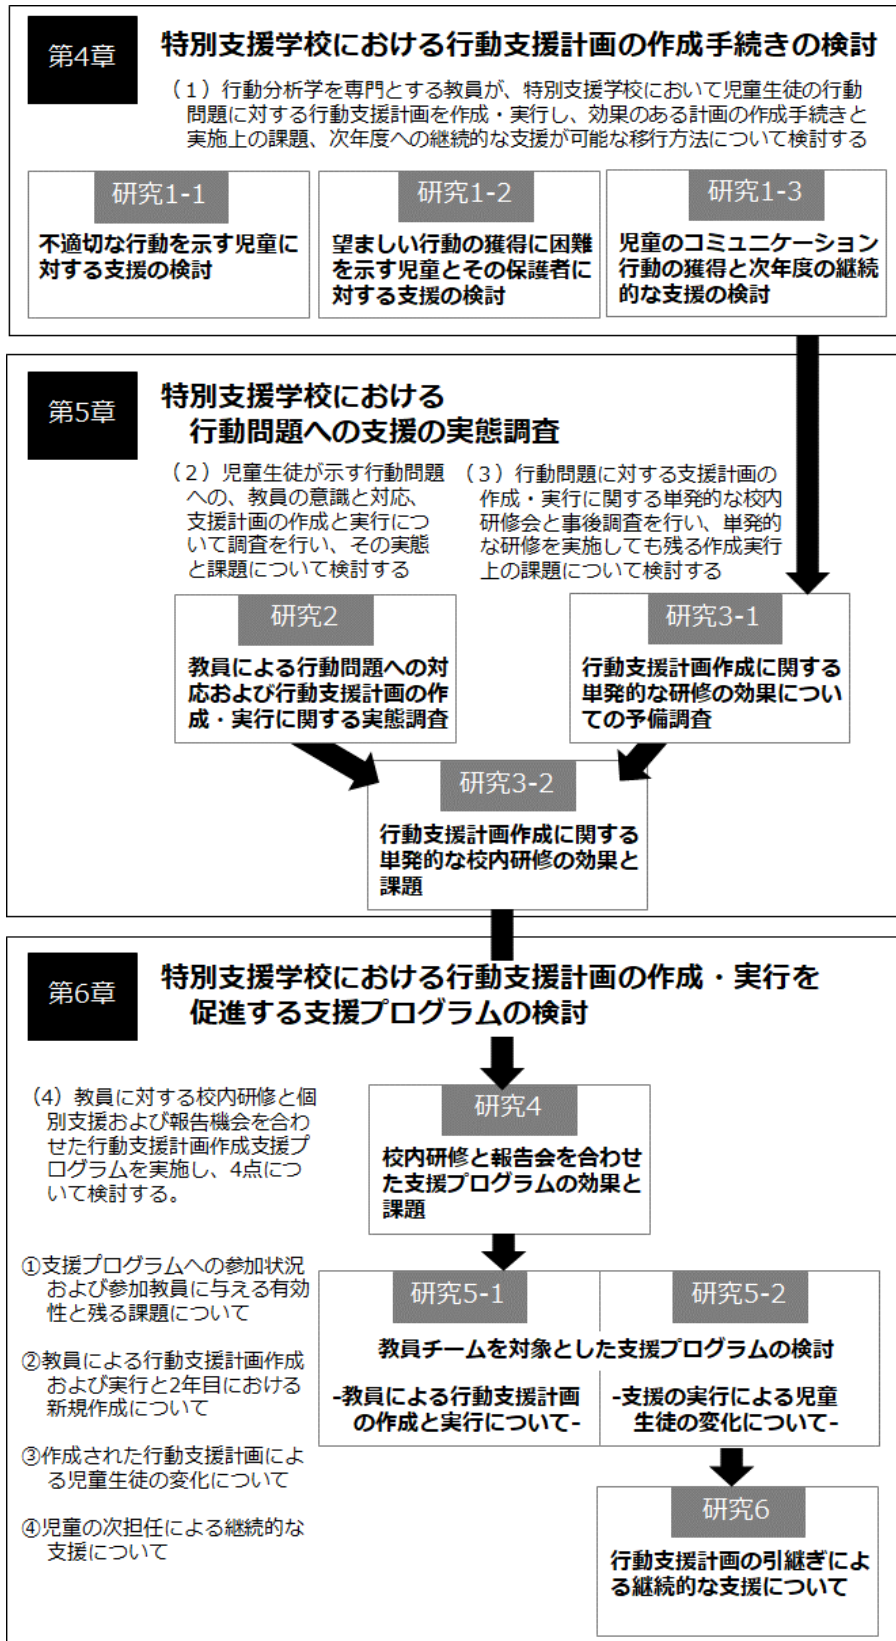 第4章
特別支援学校における行動支援計画の作成手続きの検討
（1）行動分析学を専門とする教員が、特別支援学校において児童生徒の行動
問題に対する行動支援計画を作成・実行し、効果のある計画の作成手続きと
実施上の課題、次年度への継続的な支援が可能な移行方法について検討する
研究1-1
不適切な行動を示す児童に
対する支援の検討
研究1-2
望ましい行動の獲得に困難
を示す児童とその保護者に
対する支援の検討
研究1-3
児童のコミュニケーション
行動の獲得と次年度の継続
的な支援の検討
第5章
特別支援学校における
行動問題への支援の実態調査
（2）児童生徒が示す行動問題
への、教員の意識と対応、
支援計画の作成と実行につ
いて調査を行い、その実態
と課題について検討する
（3）行動問題に対する支援計画の
作成・実行に関する単発的な校内
研修会と事後調査を行い、単発的
な研修を実施しても残る作成実行
上の課題について検討する
研究2
教員による行動問題への対
応および行動支援計画の作
成・実行に関する実態調査
研究3-1
行動支援計画作成に関する
単発的な研修の効果につい
ての予備調査
研究3-2
行動支援計画作成に関する
単発的な校内研修の効果と
課題
第6章
特別支援学校における行動支援計画の作成・実行を
促進する支援プログラムの検討
（4）教員に対する校内研修と個
別支援および報告機会を合わ
せた行動支援計画作成支援プ
ログラムを実施し、4点につ
いて検討する。
①支援プログラムへの参加状況
および参加教員に与える有効
性と残る課題について
②教員による行動支援計画作成
および実行と2年目における
新規作成について
③作成された行動支援計画によ
る児童生徒の変化について
④児童の次担任による継続的な
支援について
研究4
校内研修と報告会を合わせ
た支援プログラムの効果と
課題
研究5-1
研究5-2
教員チームを対象とした支援プログラムの検討
-教員による行動支援計画
の作成と実行について-
-支援の実行による児童
生徒の変化について-
研究6
行動支援計画の引継ぎによ
る継続的な支援について